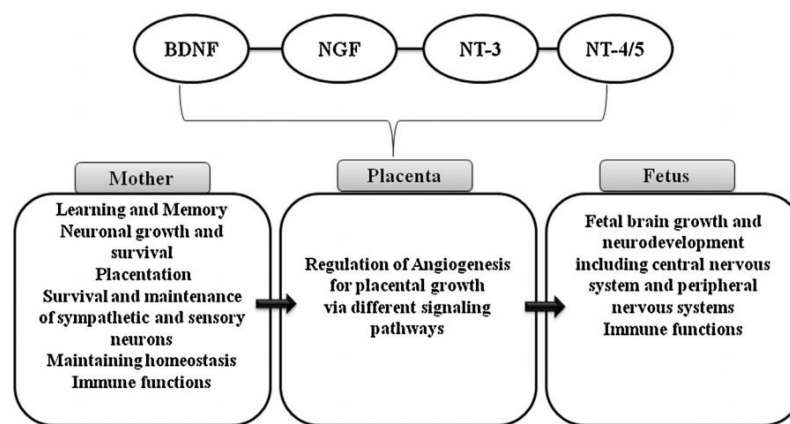 BDNF
NGF
NT-3
NT-4/5
Mother
Learning and Memory
Neuronal growth and
survival
Placentation
Survival and maintenance
of sympathetic and sensory
neurons
Maintaining homeostasis
Immune functions
Placenta
Regulation of Angiogenesis
for placental growth
via different signaling
pathways
Fetus
Fetal brain growth and
neurodevelopment
including central nervous
system and peripheral
nervous systems
Immune functions